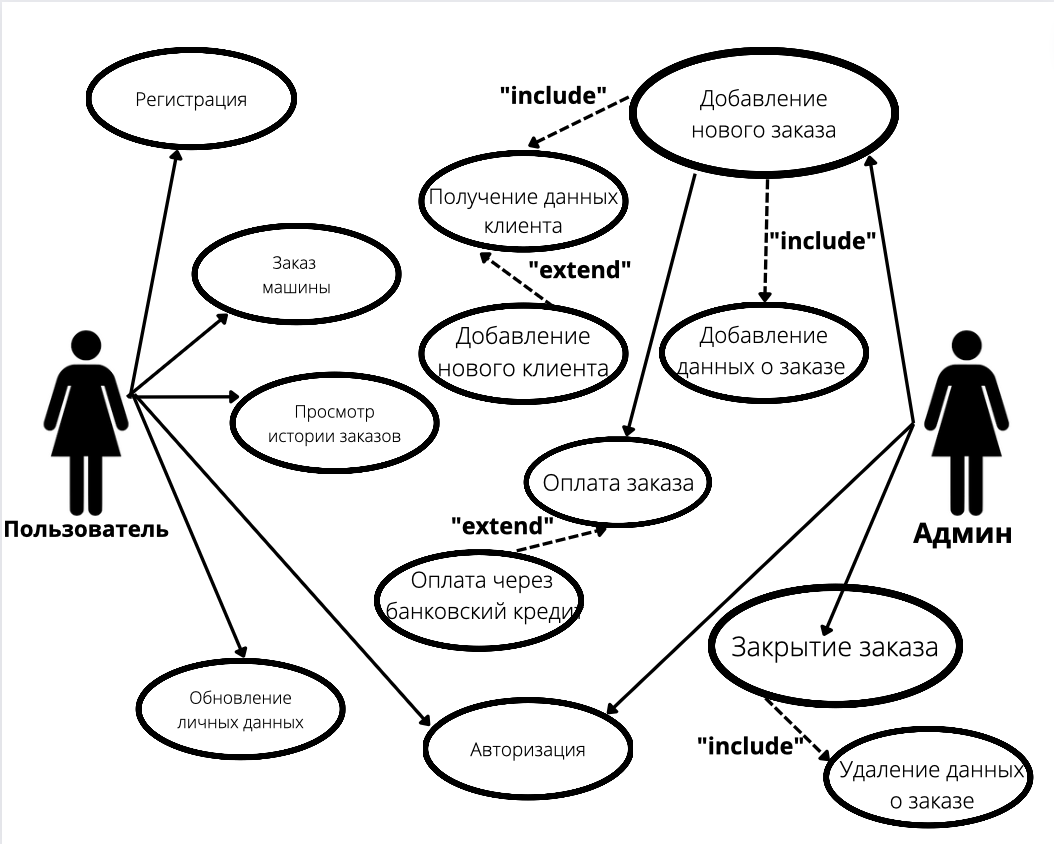 Регистрация
"include"
Добавление
нового заказа
Получение данных
клиента
"include"
Заказ
машины
"extend"
Добавление
нового клиента
Добавление
данных о заказе
Просмотр
истории заказов
Оплата заказа
Пользователь
"extend"
Админ
Оплата через
банковский кредит
Закрытие заказа
Обновление
личных данных
Авторизация
"include"
Удаление данных
о заказе